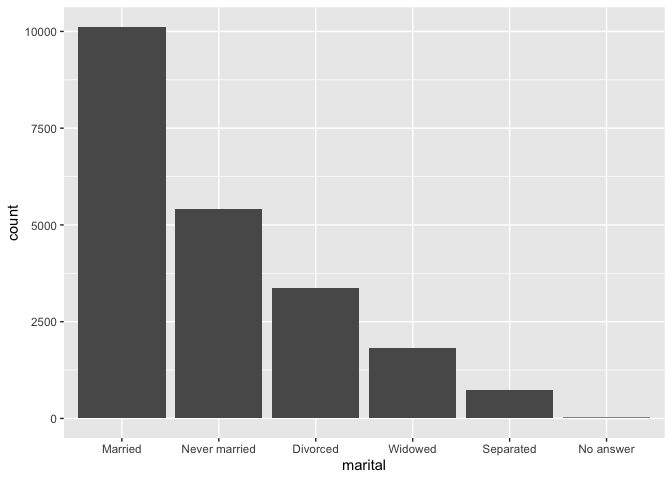 10000
7500
5000
2500
0
count
Married Never married Divorced Widowed Separated No answer
marital